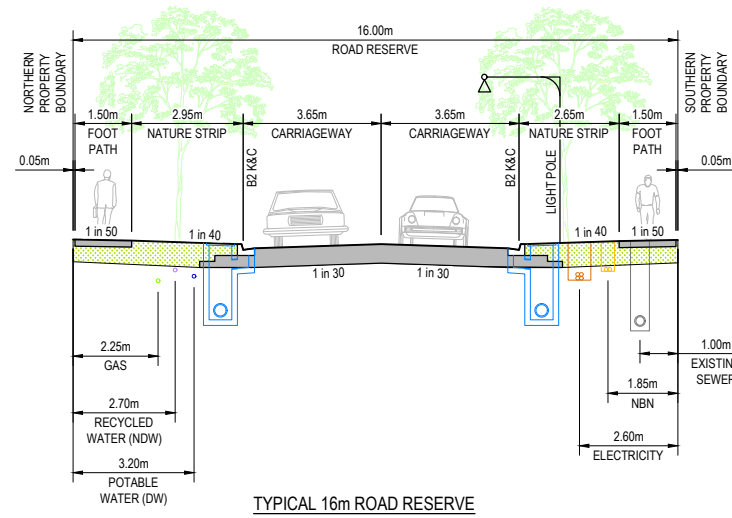 16.00m
ROAD RESERVE
NORTHERN
PROPERTY
BOUNDARY
SOUTHERN
PROPERTY
BOUNDARY
1.50m
FOOT
PATH
2.95m
NATURE STRIP
3.65m
CARRIAGEWAY
3.65m
CARRIAGEWAY
2.65m
NATURE STRIP
1.50m
FOOT
PATH
0.05m
0.05m
B2 K&C
B2 K&C
LIGHT POLE
1 in 50
1 in 40
1 in 30
1 in 30
1 in 40
1 in 50
2.25m
GAS
2.70m
RECYCLED
WATER (NDW)
3.20m
POTABLE
WATER (DW)
1.00m
EXISTIN
SEWER
1.85m
NBN
2.60m
ELECTRICITY
TYPICAL 16m ROAD RESERVE